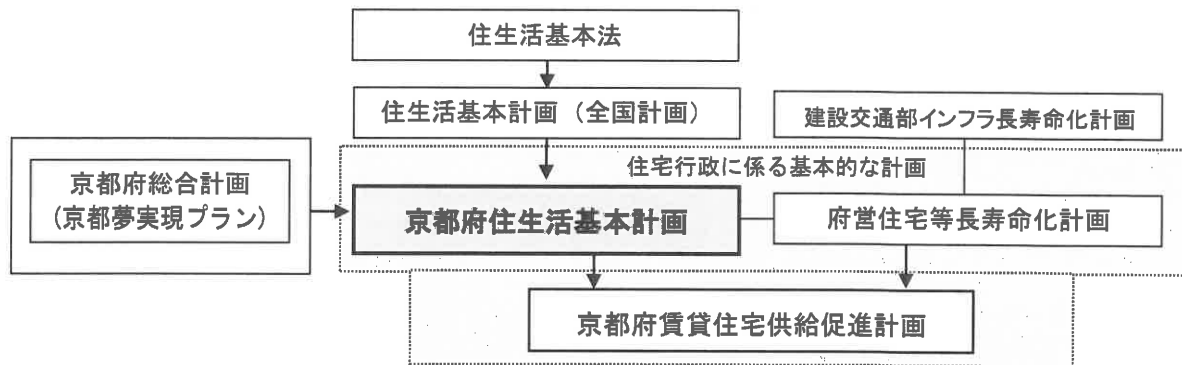 住生活基本法
住生活基本計画（全国計画）
建設交通部インフラ長寿命化計画
住宅行政に係る基本的な計画
京都府総合計画
（京都夢実現プラン）
京都府住生活基本計画
府営住宅等長寿命化計画
京都府賃貸住宅供給促進計画